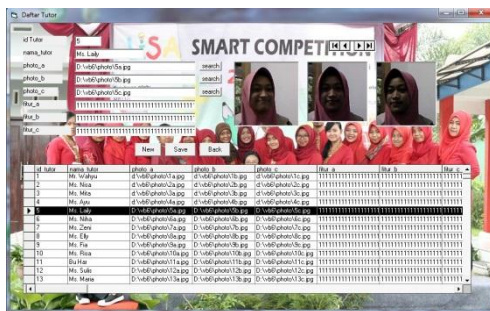 Daftar Tutor
id Tutor 5
nama_tutor Ms. Laily
photo_a D:\vb6\photo\5a.jpg search
photo_b D:\vb6\photo\5b.jpg search
photo_c D:\vb6\photo\5c.jpg search
fitur_a
fitur_b
fitur_c
SMART COMPETI
New Save Back
id_tutor nama_tutor photo_a photo_b photo_c fitur_a fitur_b fitur_c
1 Mr. Wahyu d:\vb6\photo\1a.jpg d:\vb6\photo\1b.jpg d:\vb6\photo\1c.jpg
2 Ms. Nisa d:\vb6\photo\2a.jpg d:\vb6\photo\2b.jpg d:\vb6\photo\2c.jpg
3 Ms. Mita d:\vb6\photo\3a.jpg d:\vb6\photo\3b.jpg d:\vb6\photo\3c.jpg
4 Ms. Ayu d:\vb6\photo\4a.jpg d:\vb6\photo\4b.jpg d:\vb6\photo\4c.jpg
5 Ms. Laily D:\vb6\photo\5a.jpg D:\vb6\photo\5b.jpg D:\vb6\photo\5c.jpg
6 Ms. Nika D:\vb6\photo\6a.jpg D:\vb6\photo\6b.jpg D:\vb6\photo\6c.jpg
7 Ms. Zeni D:\vb6\photo\7a.jpg D:\vb6\photo\7b.jpg D:\vb6\photo\7c.jpg
8 Ms. Elly D:\vb6\photo\8a.jpg D:\vb6\photo\8b.jpg D:\vb6\photo\8c.jpg
9 Ms. Fia D:\vb6\photo\9a.jpg D:\vb6\photo\9b.jpg D:\vb6\photo\9c.jpg
10 Ms. Risa D:\vb6\photo\10a.jpg D:\vb6\photo\10b.jpg D:\vb6\photo\10c.jpg
11 Bu Har D:\vb6\photo\11a.jpg D:\vb6\photo\11b.jpg D:\vb6\photo\11c.jpg
12 Ms. Sulis D:\vb6\photo\12a.jpg D:\vb6\photo\12b.jpg D:\vb6\photo\12c.jpg
13 Ms. Maria D:\vb6\photo\13a.jpg D:\vb6\photo\13b.jpg D:\vb6\photo\13c.jpg